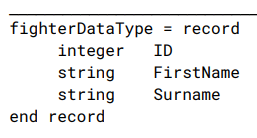 fighterDataType = record
integer ID
string FirstName
string Surname
end record